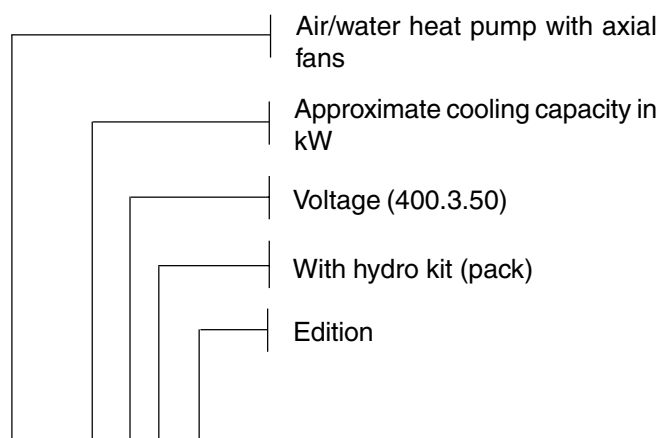 Air/water heat pump with axial
fans
Approximate cooling capacity in
kW
Voltage (400.3.50)
With hydro kit (pack)
Edition